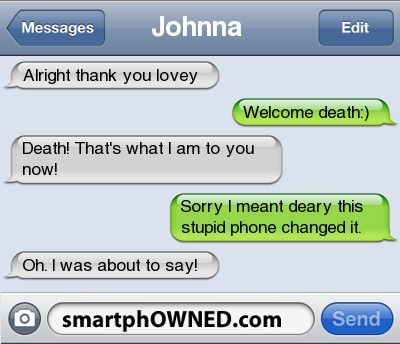 Messages
Johnna
Edit
Alright thank you lovey
Welcome death:)
Death! That's what I am to you
now!
Sorry I meant deary this
stupid phone changed it.
Oh. I was about to say!
smartphOWNED.com
Send